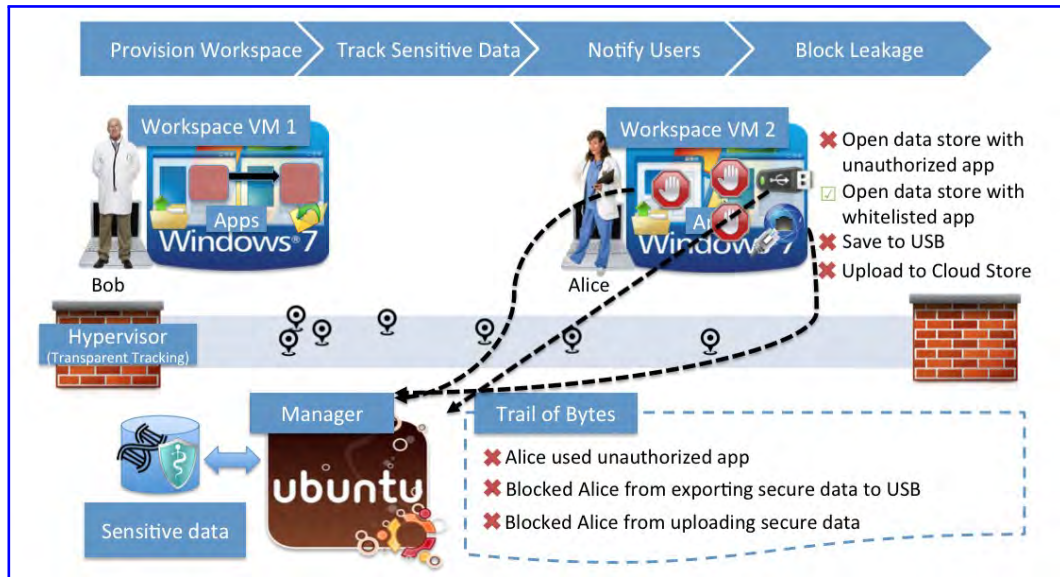 Provision Workspace
Track Sensitive Data
Notify Users
Block Leakage
Workspace VM 1
Apps
Windows 7
Bob
Workspace VM 2
Windows 7
Alice
Open data store with
unauthorized app
Open data store with
whitelisted app
Save to USB
Upload to Cloud Store
Hypervisor
(Transparent Tracking)
Manager
ubuntu
Sensitive data
Trail of Bytes
Alice used unauthorized app
Blocked Alice from exporting secure data to USB
Blocked Alice from uploading secure data